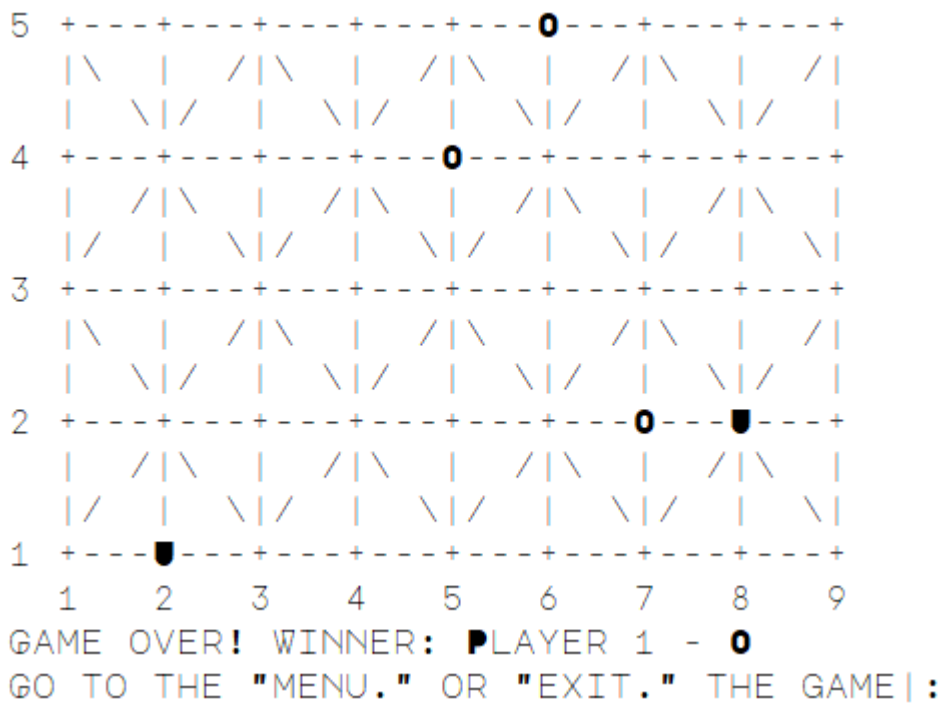 5 +---+---+---+---+---O---+---+---+
|\ | /|\ | /|\ | /|\ | /|
| \|/ | \|/ | \|/ | \|/ |
4 +---+---+---+---O---+---+---+---+
| /|\ | /|\ | /|\ | /|\ |
|/ | \|/ | \|/ | \|/ | \|
3 +---+---+---+---+---+---+---+---+
|\ | /|\ | /|\ | /|\ | /|
| \|/ | \|/ | \|/ | \|/ |
2 +---+---+---+---+---+---O---■---+
| /|\ | /|\ | /|\ | /|\ |
|/ | \|/ | \|/ | \|/ | \|
1 +---■---+---+---+---+---+---+---+
1 2 3 4 5 6 7 8 9
GAME OVER! WINNER: PLAYER 1 - O
GO TO THE "MENU." OR "EXIT." THE GAME|: